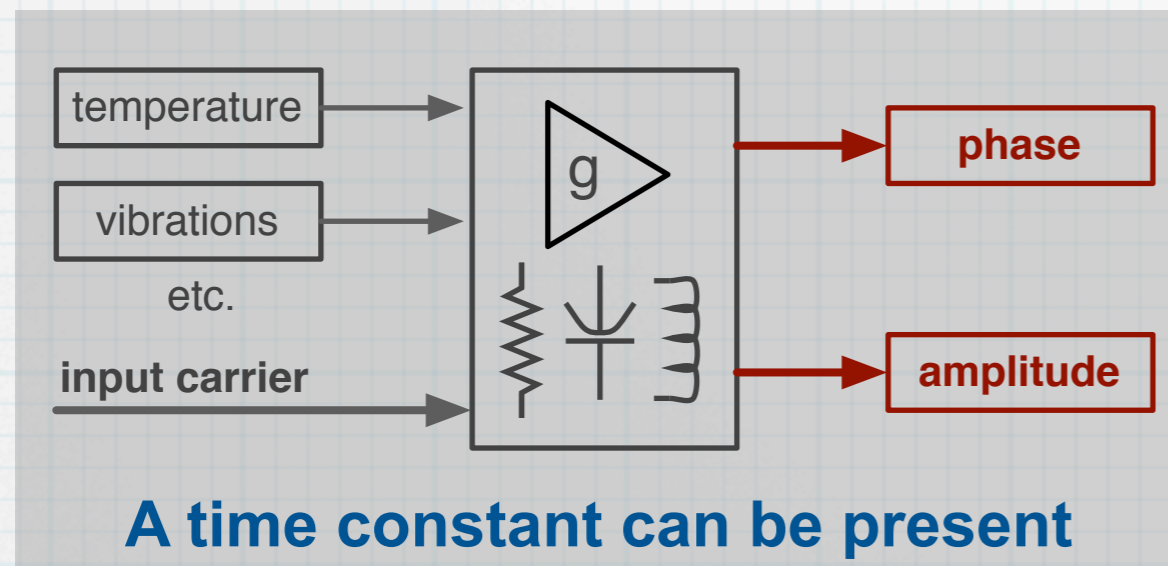 temperature
vibrations
etc.
input carrier
g
phase
amplitude
A time constant can be present